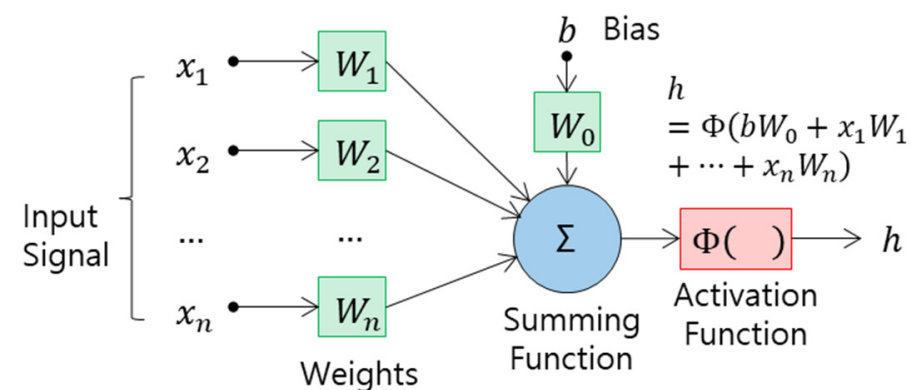 b Bias
x₁ W₁
h
= Φ(bW₀ + x₁W₁
+ ⋯ + xₙWₙ)
W₀
x₂ W₂
Input
Signal
... ...
Σ
Φ( )
h
xₙ Wₙ
Weights
Summing
Function
Activation
Function